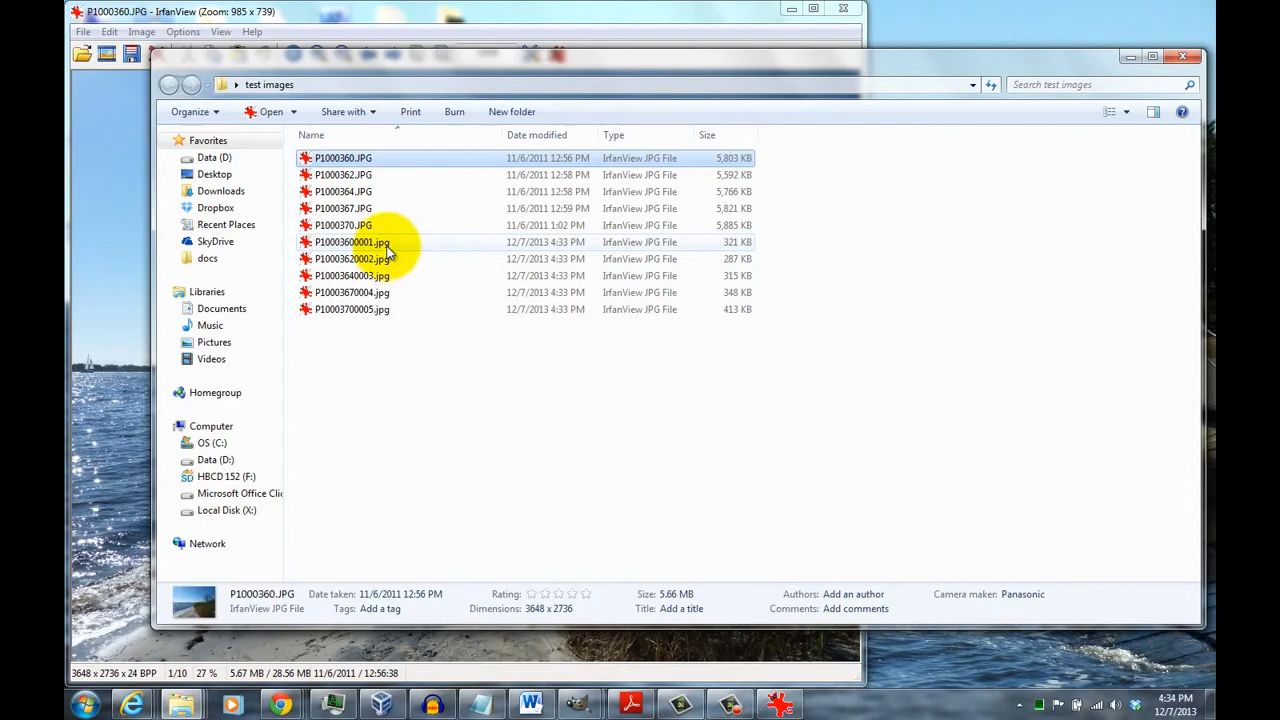 P1000360.JPG - IrfanView (Zoom: 985 x 739)
File Edit Image Options View Help
test images
Search test images
Organize Open Share with Print Burn New folder
Name Date modified Type Size
Favorites
Data (D)
Desktop
Downloads
Dropbox
Recent Places
SkyDrive
docs
Libraries
Documents
Music
Pictures
Videos
Homegroup
Computer
OS (C:)
Data (D:)
HBCD 152 (F:)
Microsoft Office Clic
Local Disk (X:)
Network
P1000360.JPG 11/6/2011 12:56 PM IrfanView JPG File 5,803 KB
P1000362.JPG 11/6/2011 12:58 PM IrfanView JPG File 5,592 KB
P1000364.JPG 11/6/2011 12:58 PM IrfanView JPG File 5,766 KB
P1000367.JPG 11/6/2011 12:59 PM IrfanView JPG File 5,821 KB
P1000370.JPG 11/6/2011 1:02 PM IrfanView JPG File 5,885 KB
P10003600001.jpg 12/7/2013 4:33 PM IrfanView JPG File 321 KB
P10003620002.jpg 12/7/2013 4:33 PM IrfanView JPG File 287 KB
P10003640003.jpg 12/7/2013 4:33 PM IrfanView JPG File 315 KB
P10003670004.jpg 12/7/2013 4:33 PM IrfanView JPG File 348 KB
P10003700005.jpg 12/7/2013 4:33 PM IrfanView JPG File 413 KB
P1000360.JPG Date taken: 11/6/2011 12:56 PM Rating: Size: 5.66 MB Authors: Add an author Camera maker: Panasonic
IrfanView JPG File Tags: Add a tag Dimensions: 3648 x 2736 Title: Add a title Comments: Add comments
3648 x 2736 x 24 BPP 1/10 27 % 5.67 MB / 28.56 MB 11/6/2011 / 12:56:38
4:34 PM
12/7/2013